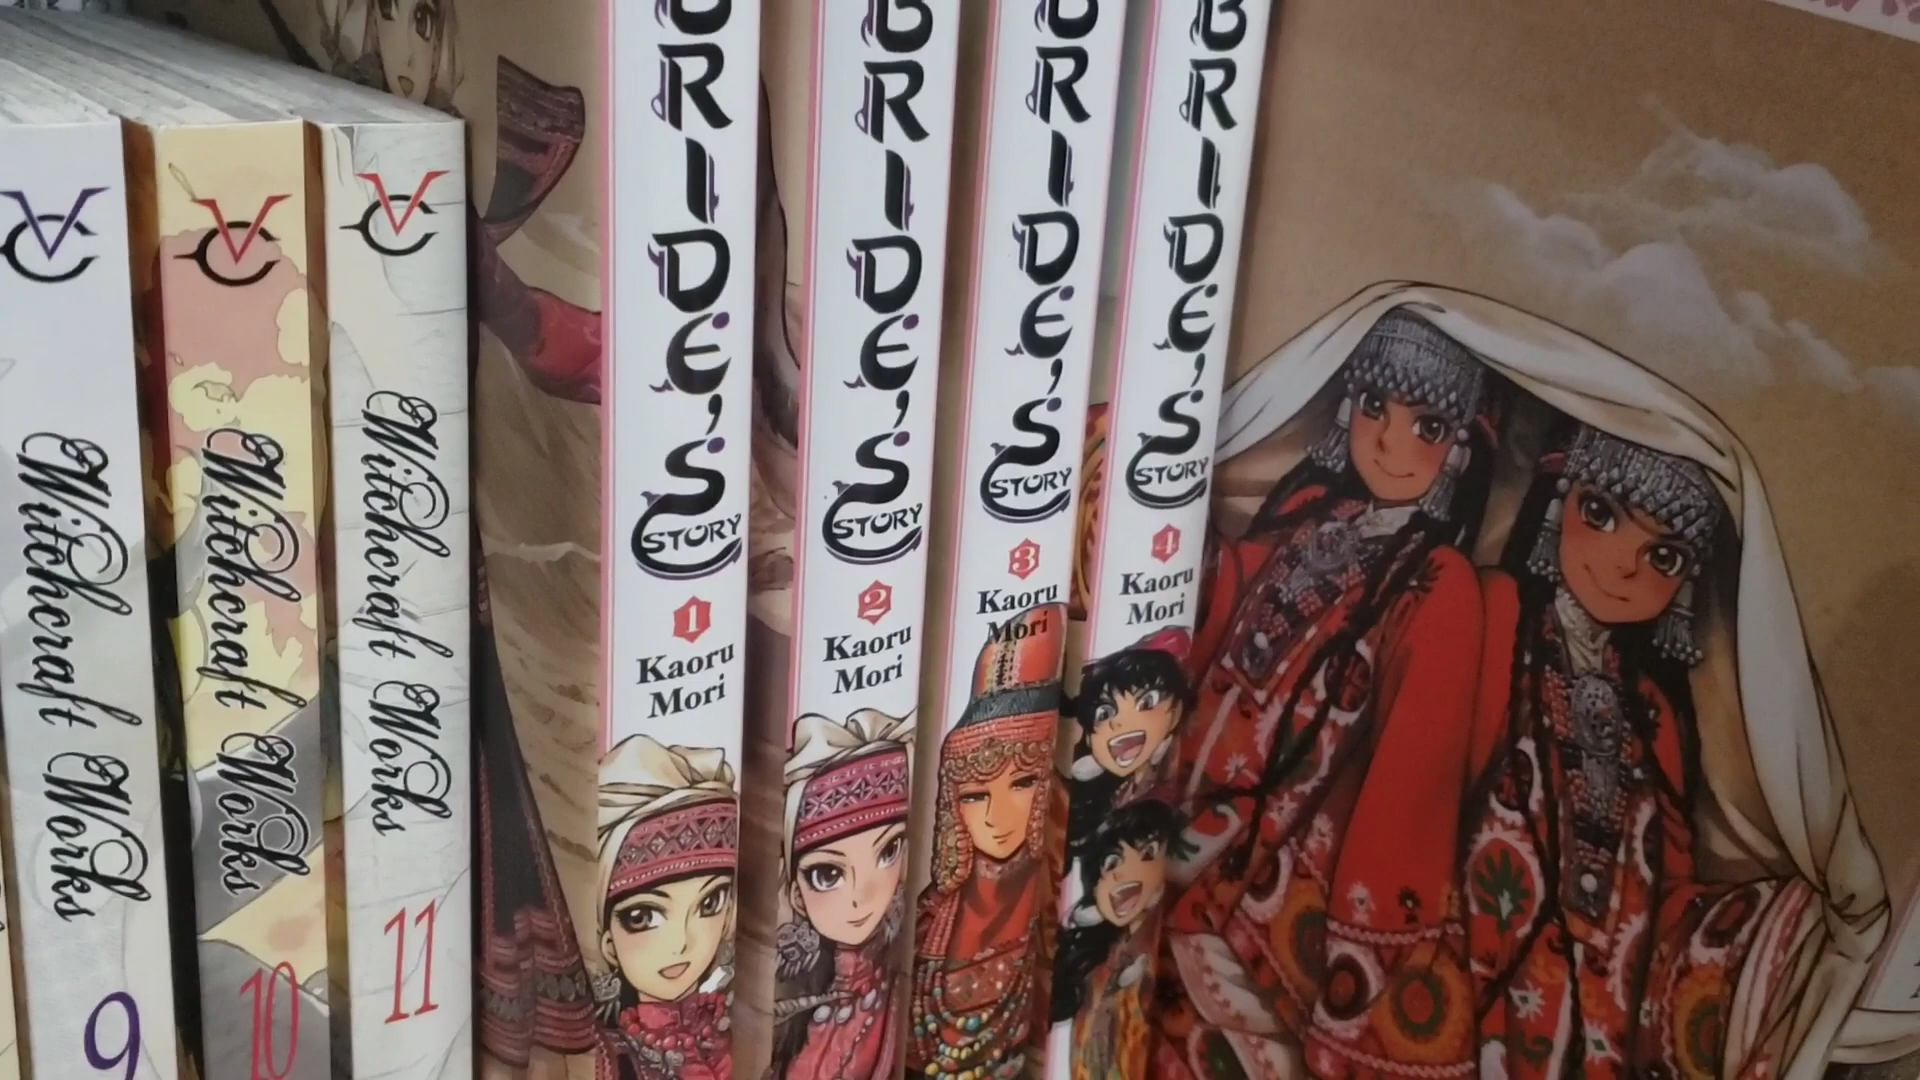 Witchcraft Works
9
Witchcraft Works
10
Witchcraft Works
11
BRIDE'S
STORY
1
Kaoru
Mori
BRIDE'S
STORY
2
Kaoru
Mori
BRIDE'S
STORY
3
Kaoru
Mori
BRIDE'S
STORY
4
Kaoru
Mori